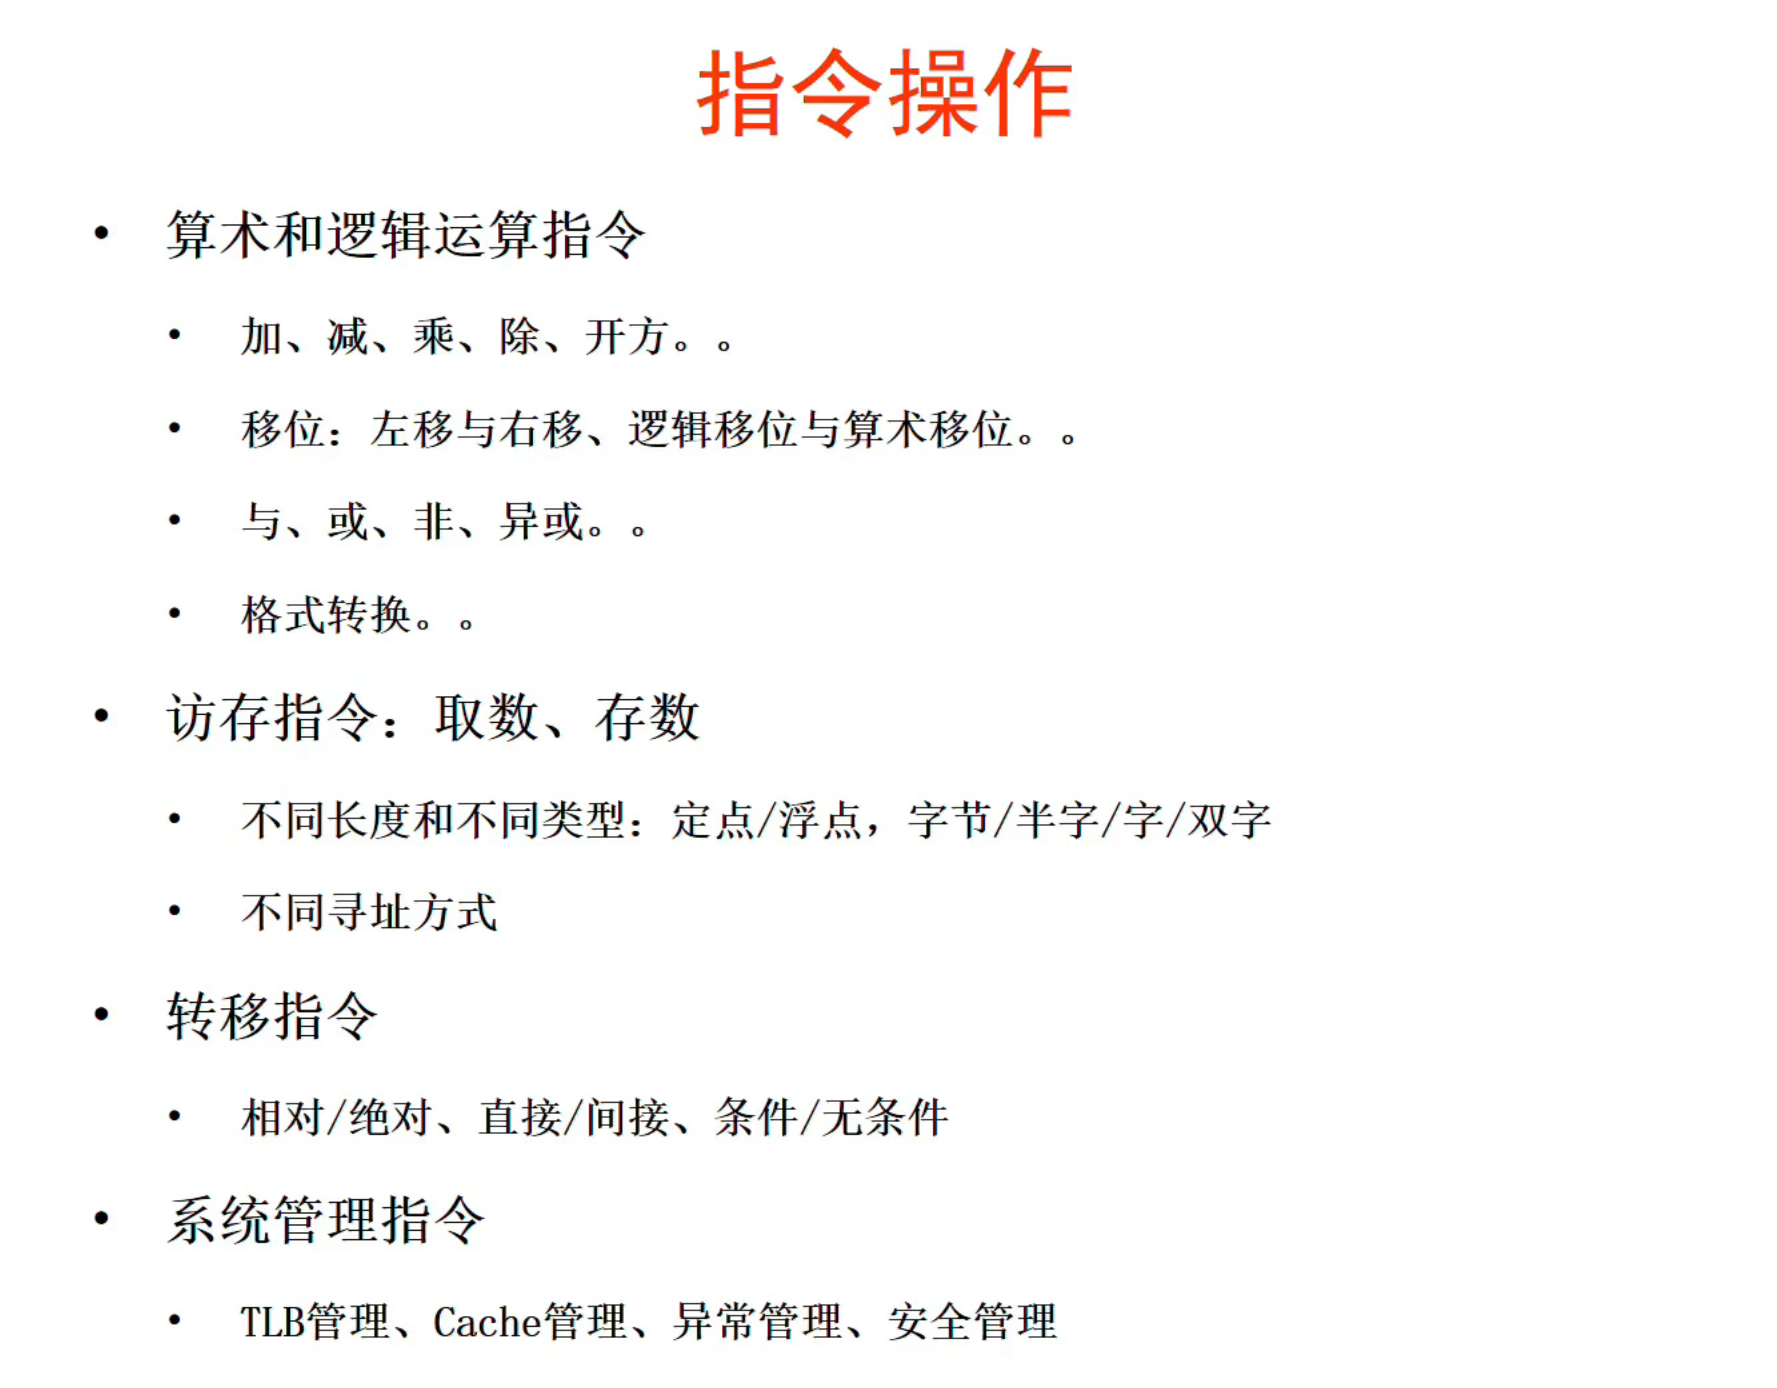 指令操作
• 算术和逻辑运算指令
• 加、减、乘、除、开方。。
• 移位：左移与右移、逻辑移位与算术移位。。
• 与、或、非、异或。。
• 格式转换。。
• 访存指令：取数、存数
• 不同长度和不同类型：定点/浮点，字节/半字/字/双字
• 不同寻址方式
• 转移指令
• 相对/绝对、直接/间接、条件/无条件
• 系统管理指令
• TLB管理、Cache管理、异常管理、安全管理